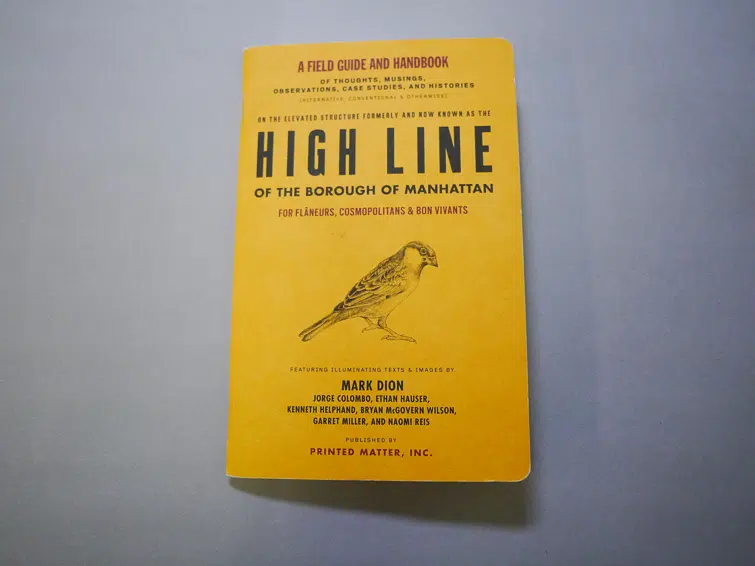 A FIELD GUIDE AND HANDBOOK
OF THOUGHTS, MUSINGS,
OBSERVATIONS, CASE STUDIES, AND HISTORIES
(ALTERNATIVE, CONVENTIONAL & OTHERWISE)
ON THE ELEVATED STRUCTURE FORMERLY AND NOW KNOWN AS THE
HIGH LINE
OF THE BOROUGH OF MANHATTAN
FOR FLÂNEURS, COSMOPOLITANS & BON VIVANTS
FEATURING ILLUMINATING TEXTS & IMAGES BY
MARK DION
JORGE COLOMBO, ETHAN HAUSER,
KENNETH HELPHAND, BRYAN McGOVERN WILSON,
GARRET MILLER, AND NAOMI REIS
PUBLISHED BY
PRINTED MATTER, INC.